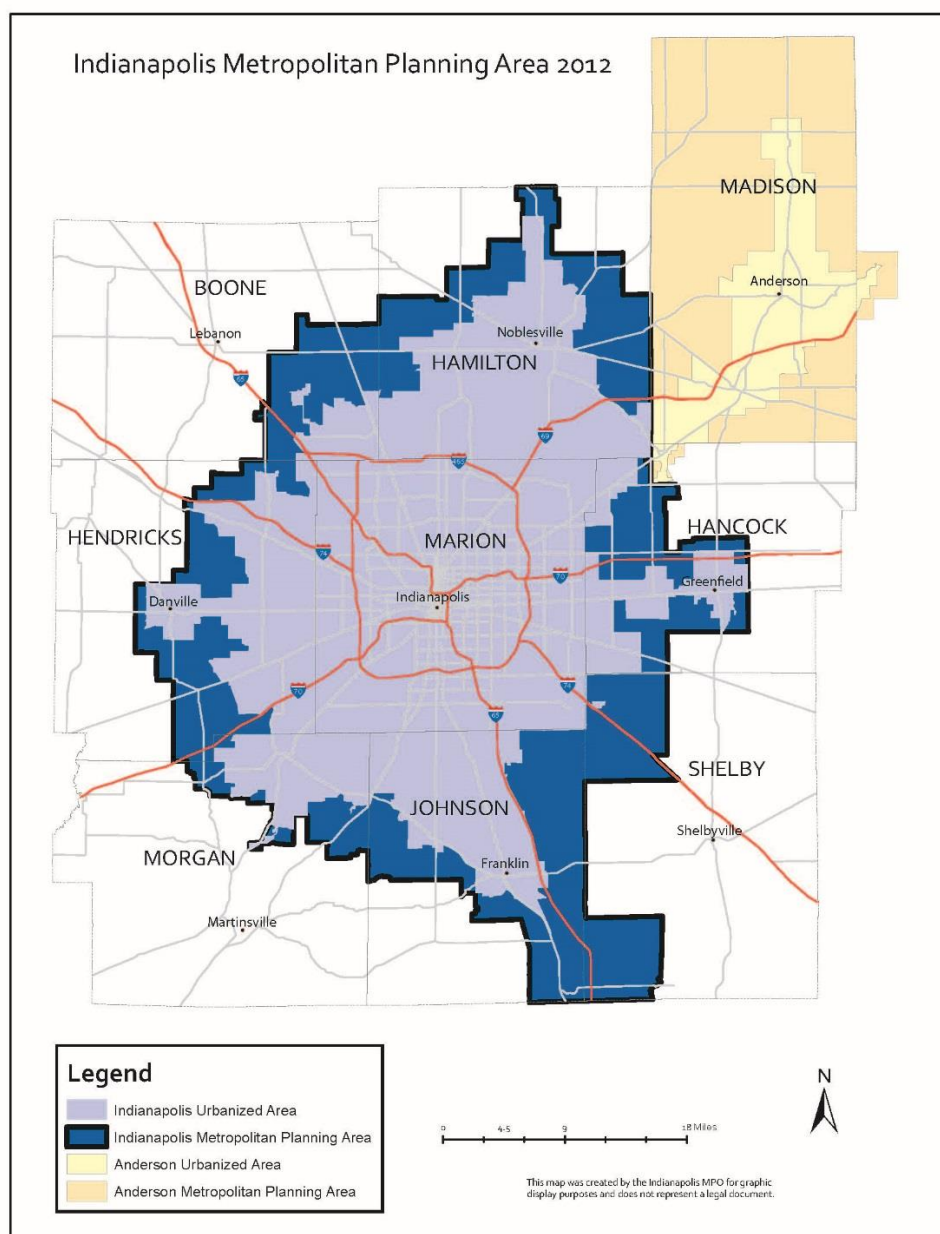 Indianapolis Metropolitan Planning Area 2012
MADISON
Anderson
BOONE
Lebanon
Noblesville
HAMILTON
65
69
465
HENDRICKS
HANCOCK
MARION
74
70
Greenfield
Danville
Indianapolis
70
74
65
SHELBY
JOHNSON
Shelbyville
MORGAN
Franklin
Martinsville
Legend
Indianapolis Urbanized Area
Indianapolis Metropolitan Planning Area
Anderson Urbanized Area
Anderson Metropolitan Planning Area
N
0 4.5 9 18 Miles
This map was created by the Indianapolis MPO for graphic
display purposes and does not represent a legal document.